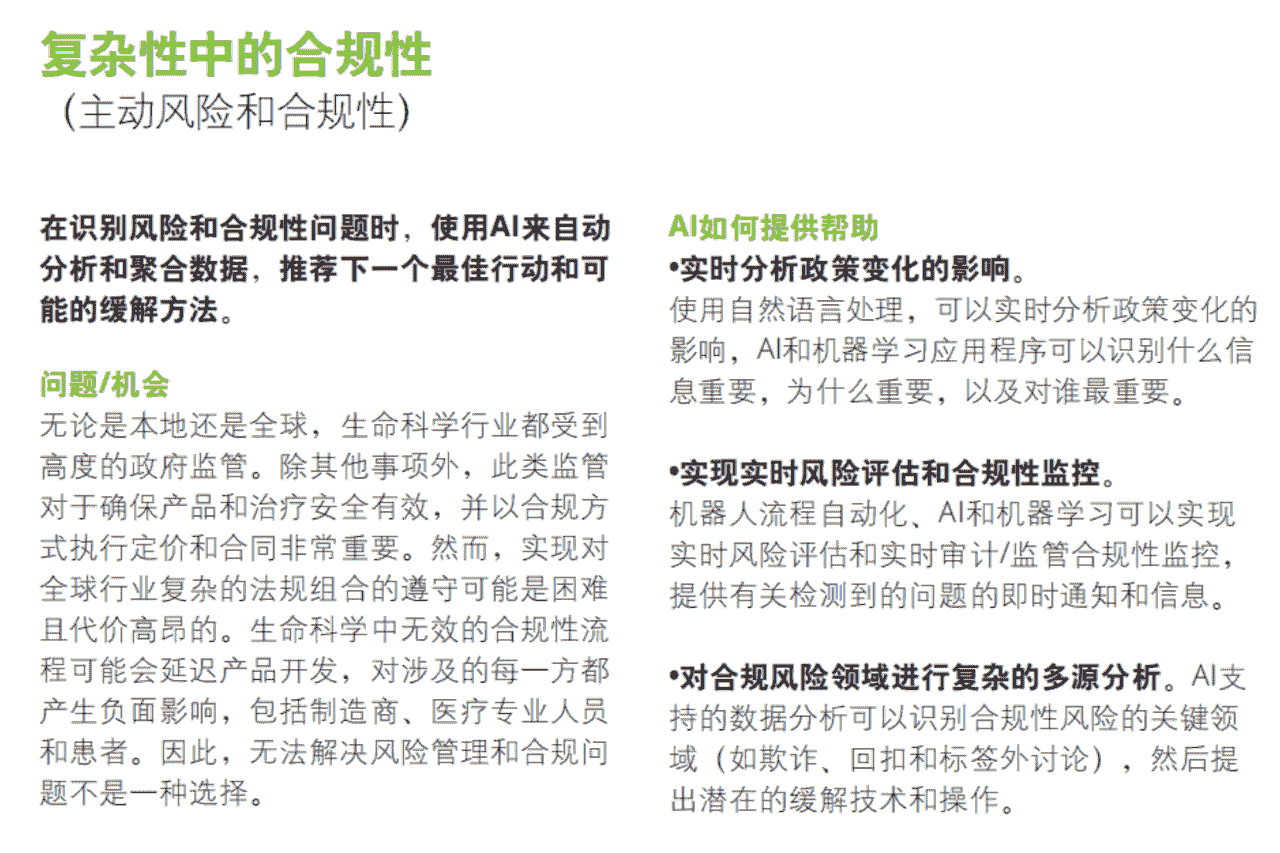 复杂性中的合规性
（主动风险和合规性）
在识别风险和合规性问题时，使用AI来自动
分析和聚合数据，推荐下一个最佳行动和可
能的缓解方法。
问题/机会
无论是本地还是全球，生命科学行业都受到
高度的政府监管。除其他事项外，此类监管
对于确保产品和治疗安全有效，并以合规方
式执行定价和合同非常重要。然而，实现对
全球行业复杂的法规组合的遵守可能是困难
且代价高昂的。生命科学中无效的合规性流
程可能会延迟产品开发，对涉及的每一方都
产生负面影响，包括制造商、医疗专业人员
和患者。因此，无法解决风险管理和合规问
题不是一种选择。
AI如何提供帮助
•实时分析政策变化的影响。
使用自然语言处理，可以实时分析政策变化的
影响，AI和机器学习应用程序可以识别什么信
息重要，为什么重要，以及对谁最重要。
•实现实时风险评估和合规性监控。
机器人流程自动化、AI和机器学习可以实现
实时风险评估和实时审计/监管合规性监控，
提供有关检测到的问题的即时通知和信息。
•对合规风险领域进行复杂的多源分析。AI支
持的数据分析可以识别合规性风险的关键领
域（如欺诈、回扣和标签外讨论），然后提
出潜在的缓解技术和操作。